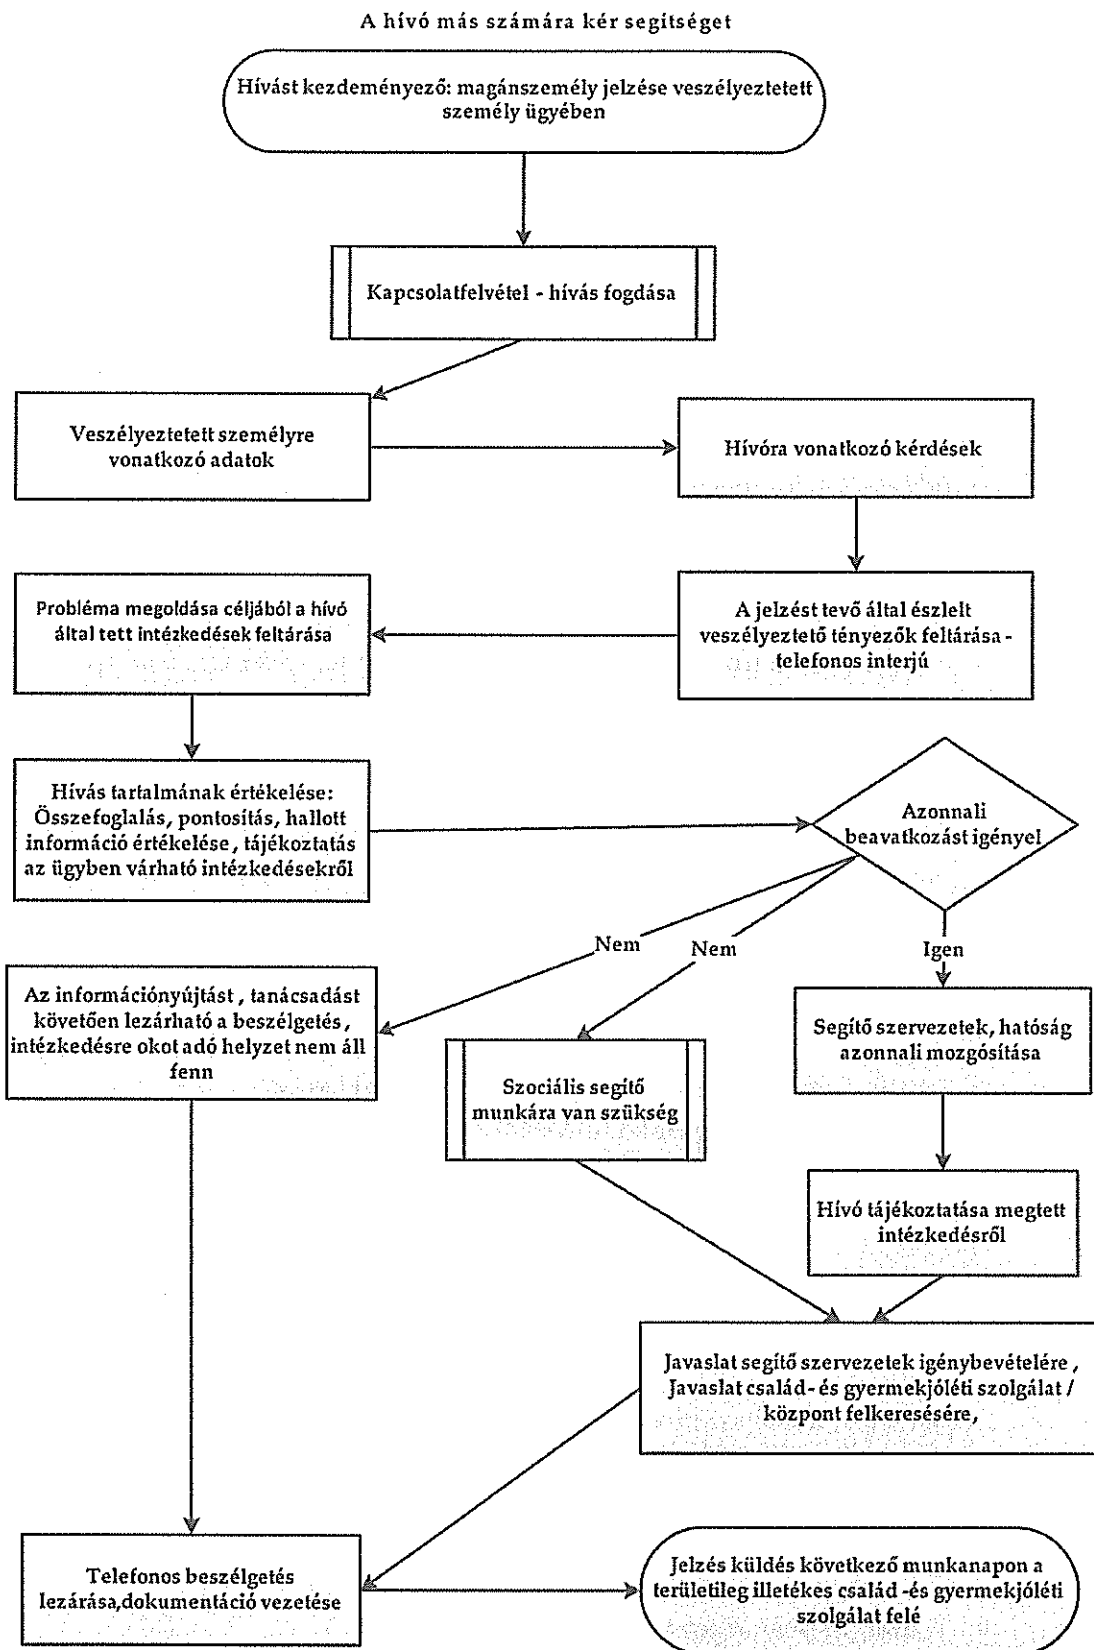 A hívó más számára kér segítséget
Hívást kezdeményező: magánszemély jelzése veszélyeztetett
személy ügyében
Kapcsolatfelvétel - hívás fogdása
Veszélyeztetett személyre
vonatkozó adatok
Hívóra vonatkozó kérdések
Probléma megoldása céljából a hívó
által tett intézkedések feltárása
A jelzést tevő által észlelt
veszélyeztető tényezők feltárása -
telefonos interjú
Hívás tartalmának értékelése:
Összefoglalás, pontosítás, hallott
információ értékelése , tájékoztatás
az ügyben várható intézkedésekről
Azonnali
beavatkozást igényel
Nem
Nem
Igen
Az információnyújtást , tanácsadást
követően lezárható a beszélgetés ,
intézkedésre okot adó helyzet nem áll
fenn
Szociális segítő
munkára van szükség
Segítő szervezetek, hatóság
azonnali mozgósítása
Hívó tájékoztatása megtett
intézkedésről
Javaslat segítő szervezetek igénybevételére ,
Javaslat család- és gyermekjóléti szolgálat /
központ felkeresésére,
Telefonos beszélgetés
lezárása,dokumentáció vezetése
Jelzés küldés következő munkanapon a
területileg illetékes család -és gyermekjóléti
szolgálat felé